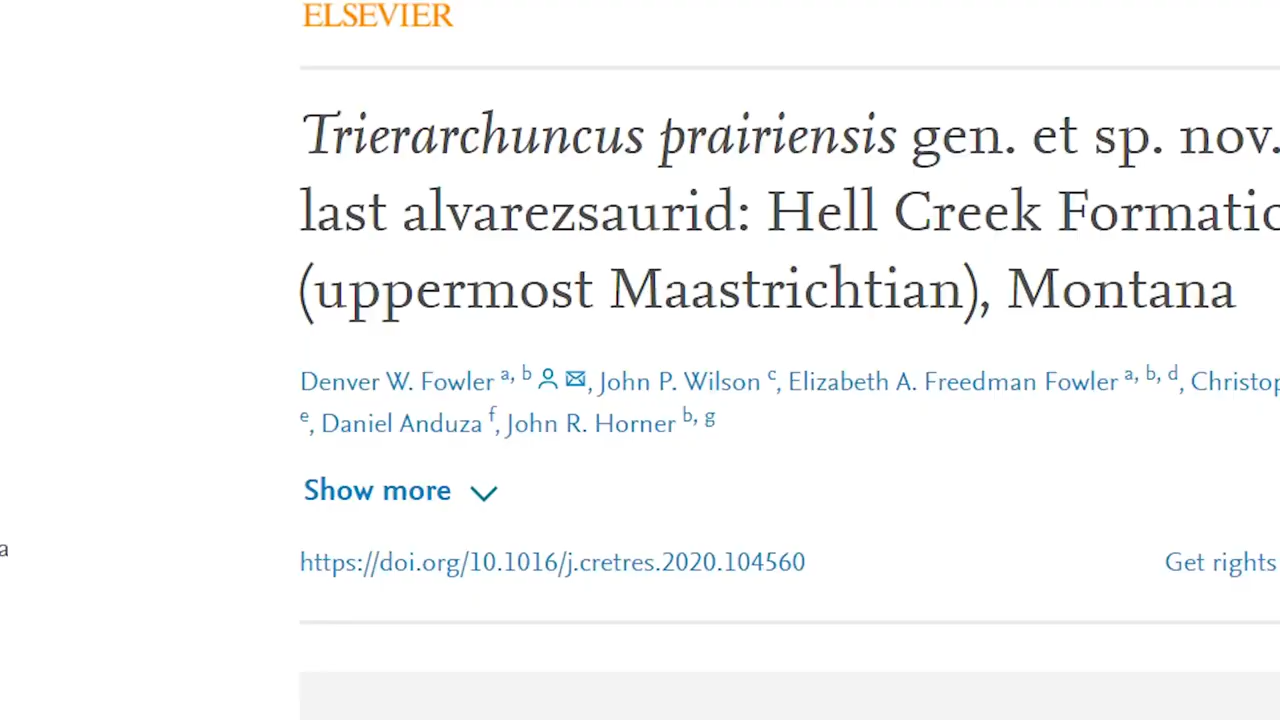 ELSEVIER
Trierarchuncus prairiensis gen. et sp. nov.
last alvarezsaurid: Hell Creek Formatio
(uppermost Maastrichtian), Montana
Denver W. Fowler a, b, John P. Wilson c, Elizabeth A. Freedman Fowler a, b, d, Christop
e, Daniel Anduza f, John R. Horner b, g
Show more
a
https://doi.org/10.1016/j.cretres.2020.104560 Get rights